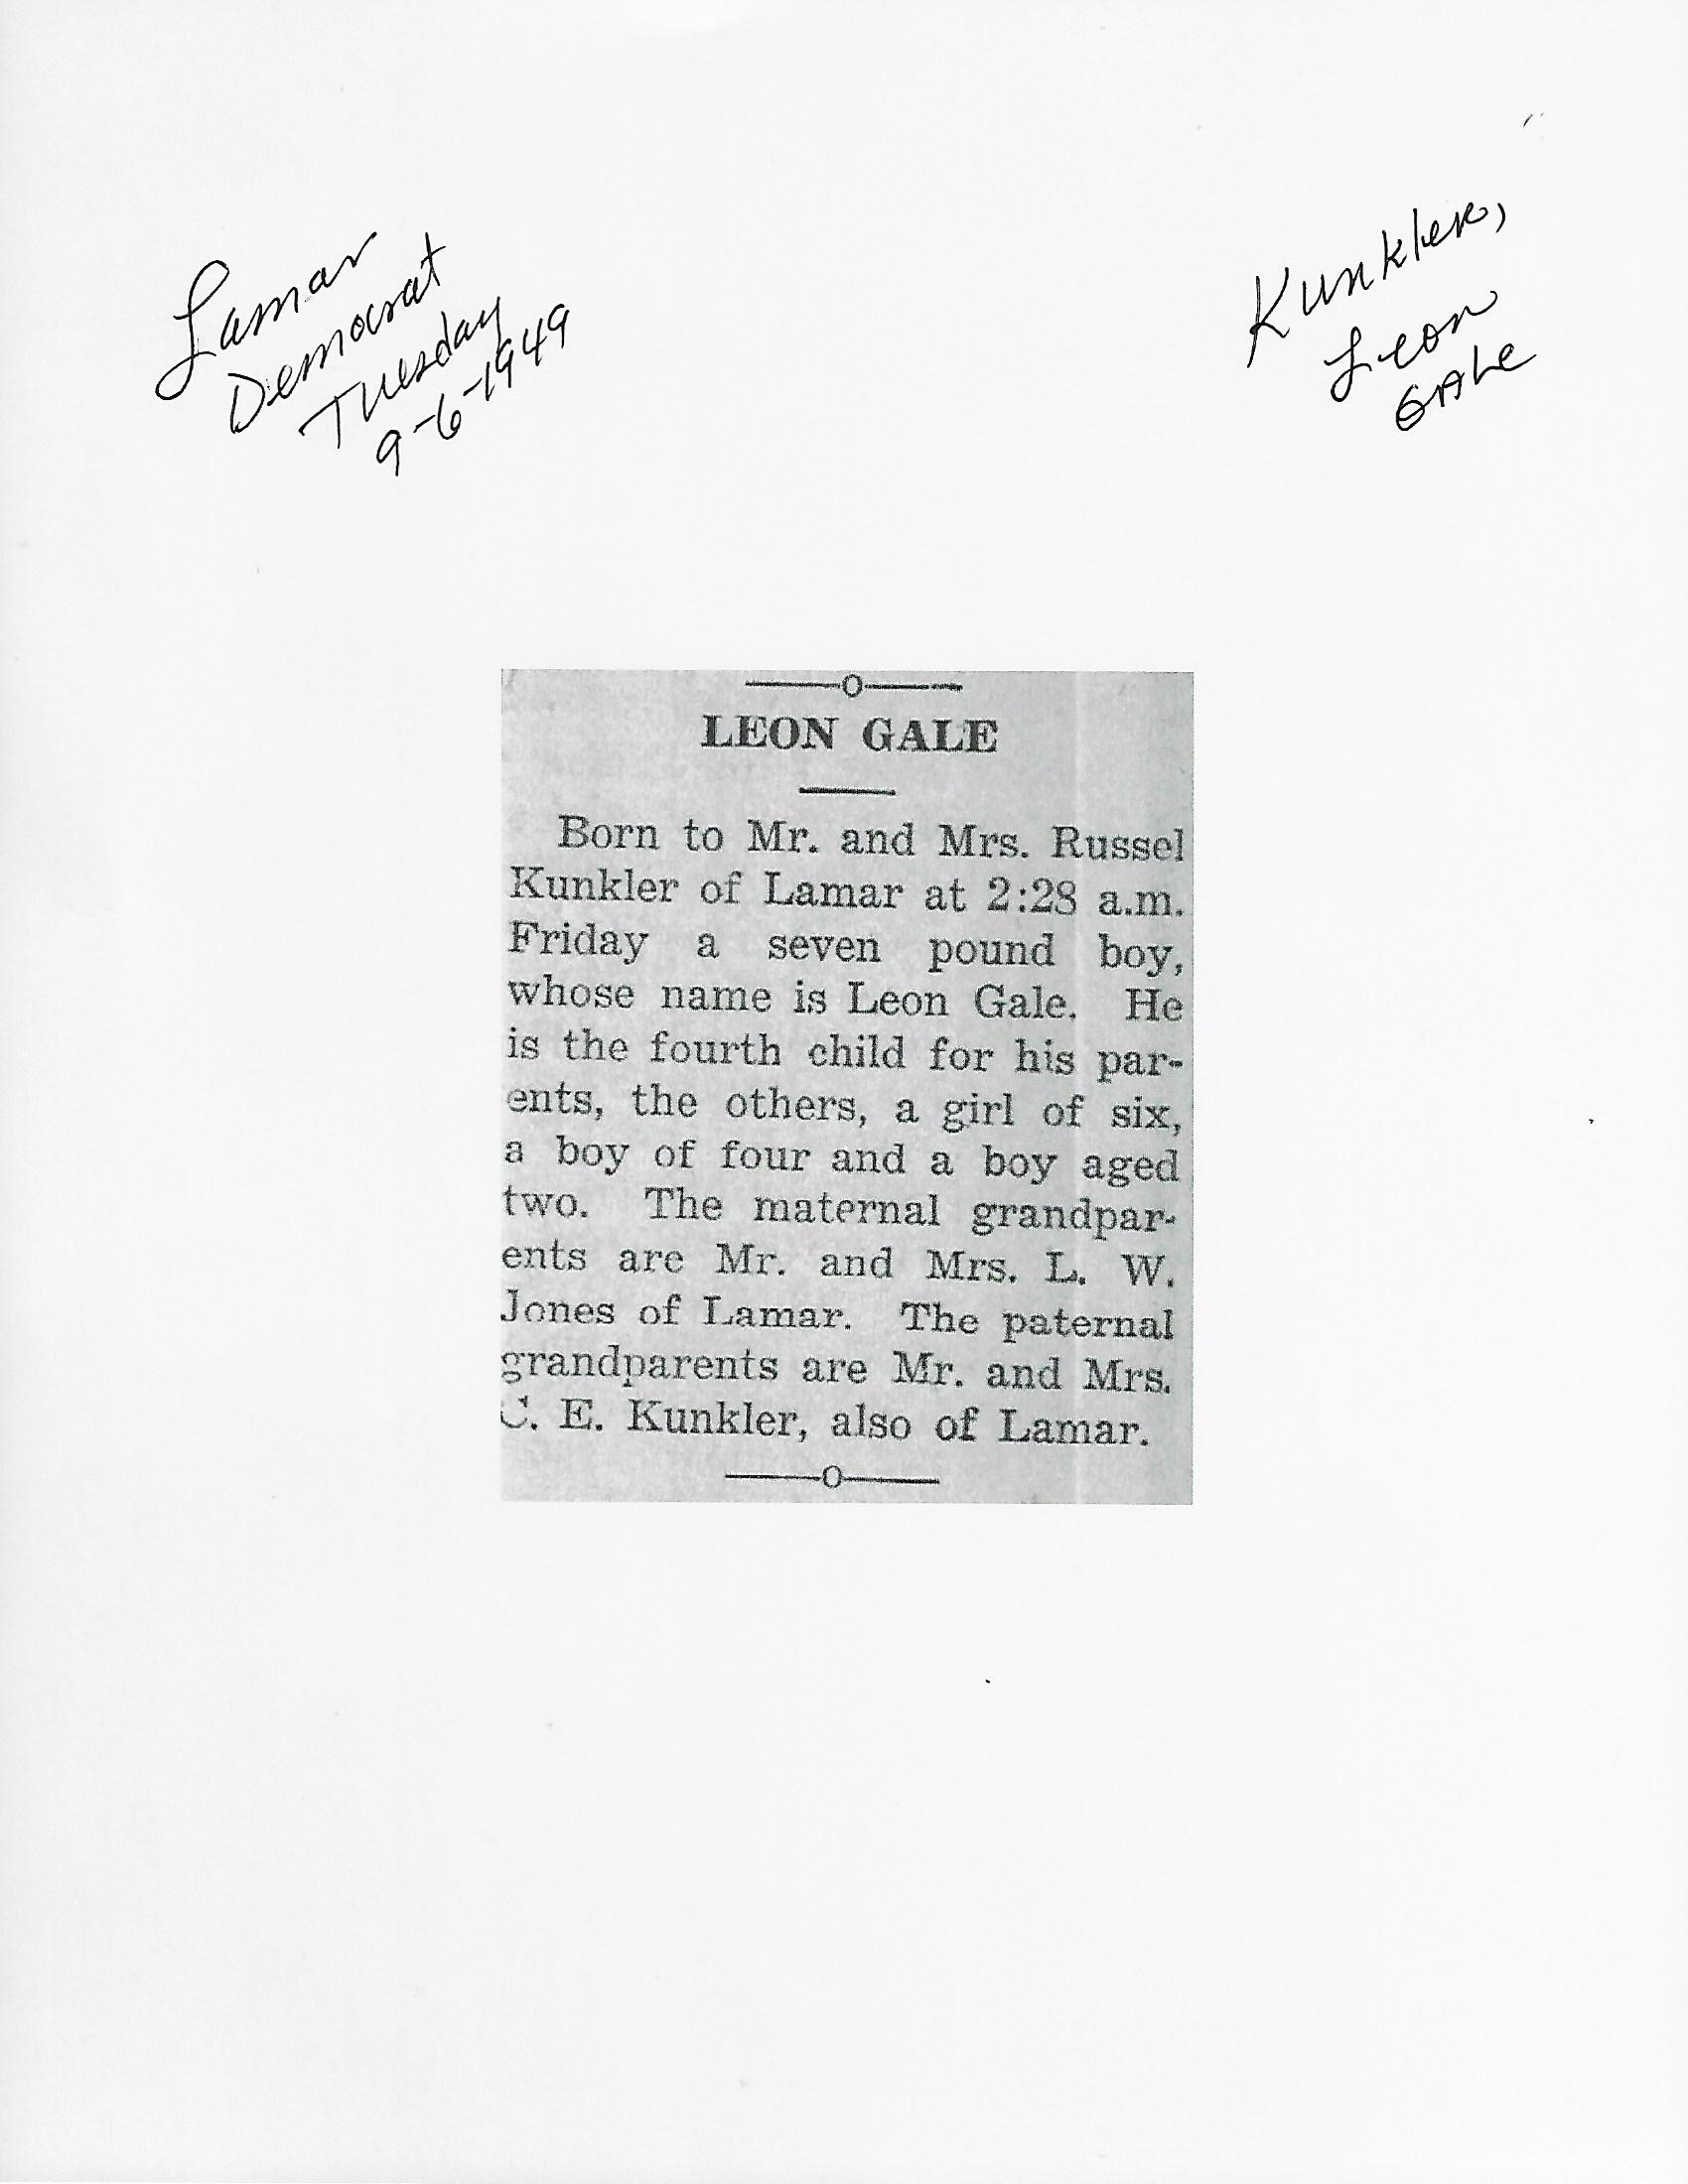 Lamar
Democrat
Tuesday
9-6-1949
Kunkler,
Leon
GALE
LEON GALE
Born to Mr. and Mrs. Russel
Kunkler of Lamar at 2:28 a.m.
Friday a seven pound boy,
whose name is Leon Gale. He
is the fourth child for his par-
ents, the others, a girl of six,
a boy of four and a boy aged
two. The maternal grandpar-
ents are Mr. and Mrs. L. W.
Jones of Lamar. The paternal
grandparents are Mr. and Mrs.
C. E. Kunkler, also of Lamar.